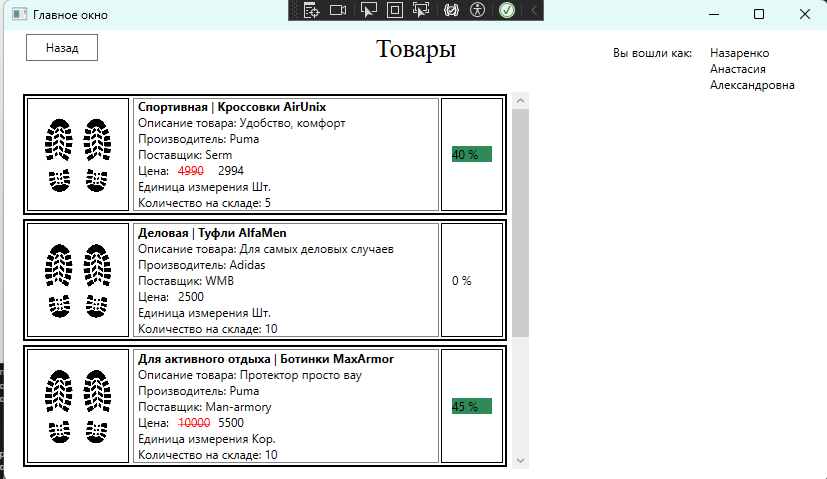 Главное окно
Назад
Товары
Вы вошли как:
Назаренко
Анастасия
Александровна
Спортивная | Кроссовки AirUnix
Описание товара: Удобство, комфорт
Производитель: Puma
Поставщик: Serm
Цена: 4990 2994
Единица измерения Шт.
Количество на складе: 5
40 %
Деловая | Туфли AlfaMen
Описание товара: Для самых деловых случаев
Производитель: Adidas
Поставщик: WMB
Цена: 2500
Единица измерения Шт.
Количество на складе: 10
0 %
Для активного отдыха | Ботинки MaxArmor
Описание товара: Протектор просто вау
Производитель: Puma
Поставщик: Man-armory
Цена: 10000 5500
Единица измерения Кор.
Количество на складе: 10
45 %